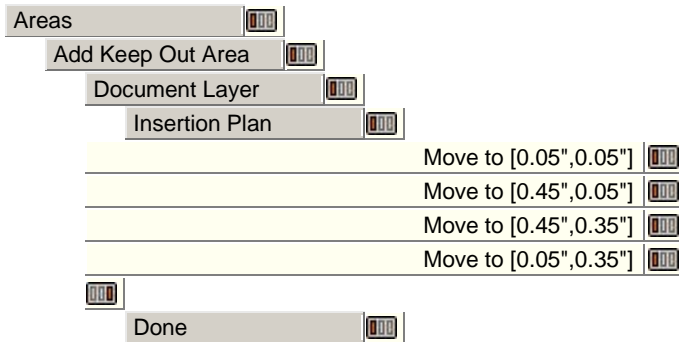 Areas
Add Keep Out Area
Document Layer
Insertion Plan
Move to [0.05",0.05"]
Move to [0.45",0.05"]
Move to [0.45",0.35"]
Move to [0.05",0.35"]
Done